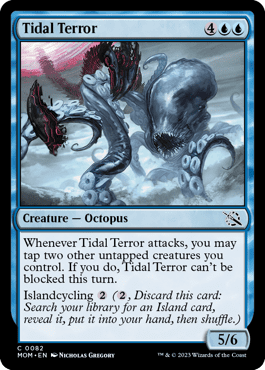 Tidal Terror 4
Creature — Octopus
Whenever Tidal Terror attacks, you may
tap two other untapped creatures you
control. If you do, Tidal Terror can't be
blocked this turn.
Islandcycling 2 (2, Discard this card:
Search your library for an Island card,
reveal it, put it into your hand, then shuffle.)
5/6
C 0082
MOM • EN Nicholas Gregory ™ & © 2023 Wizards of the Coast